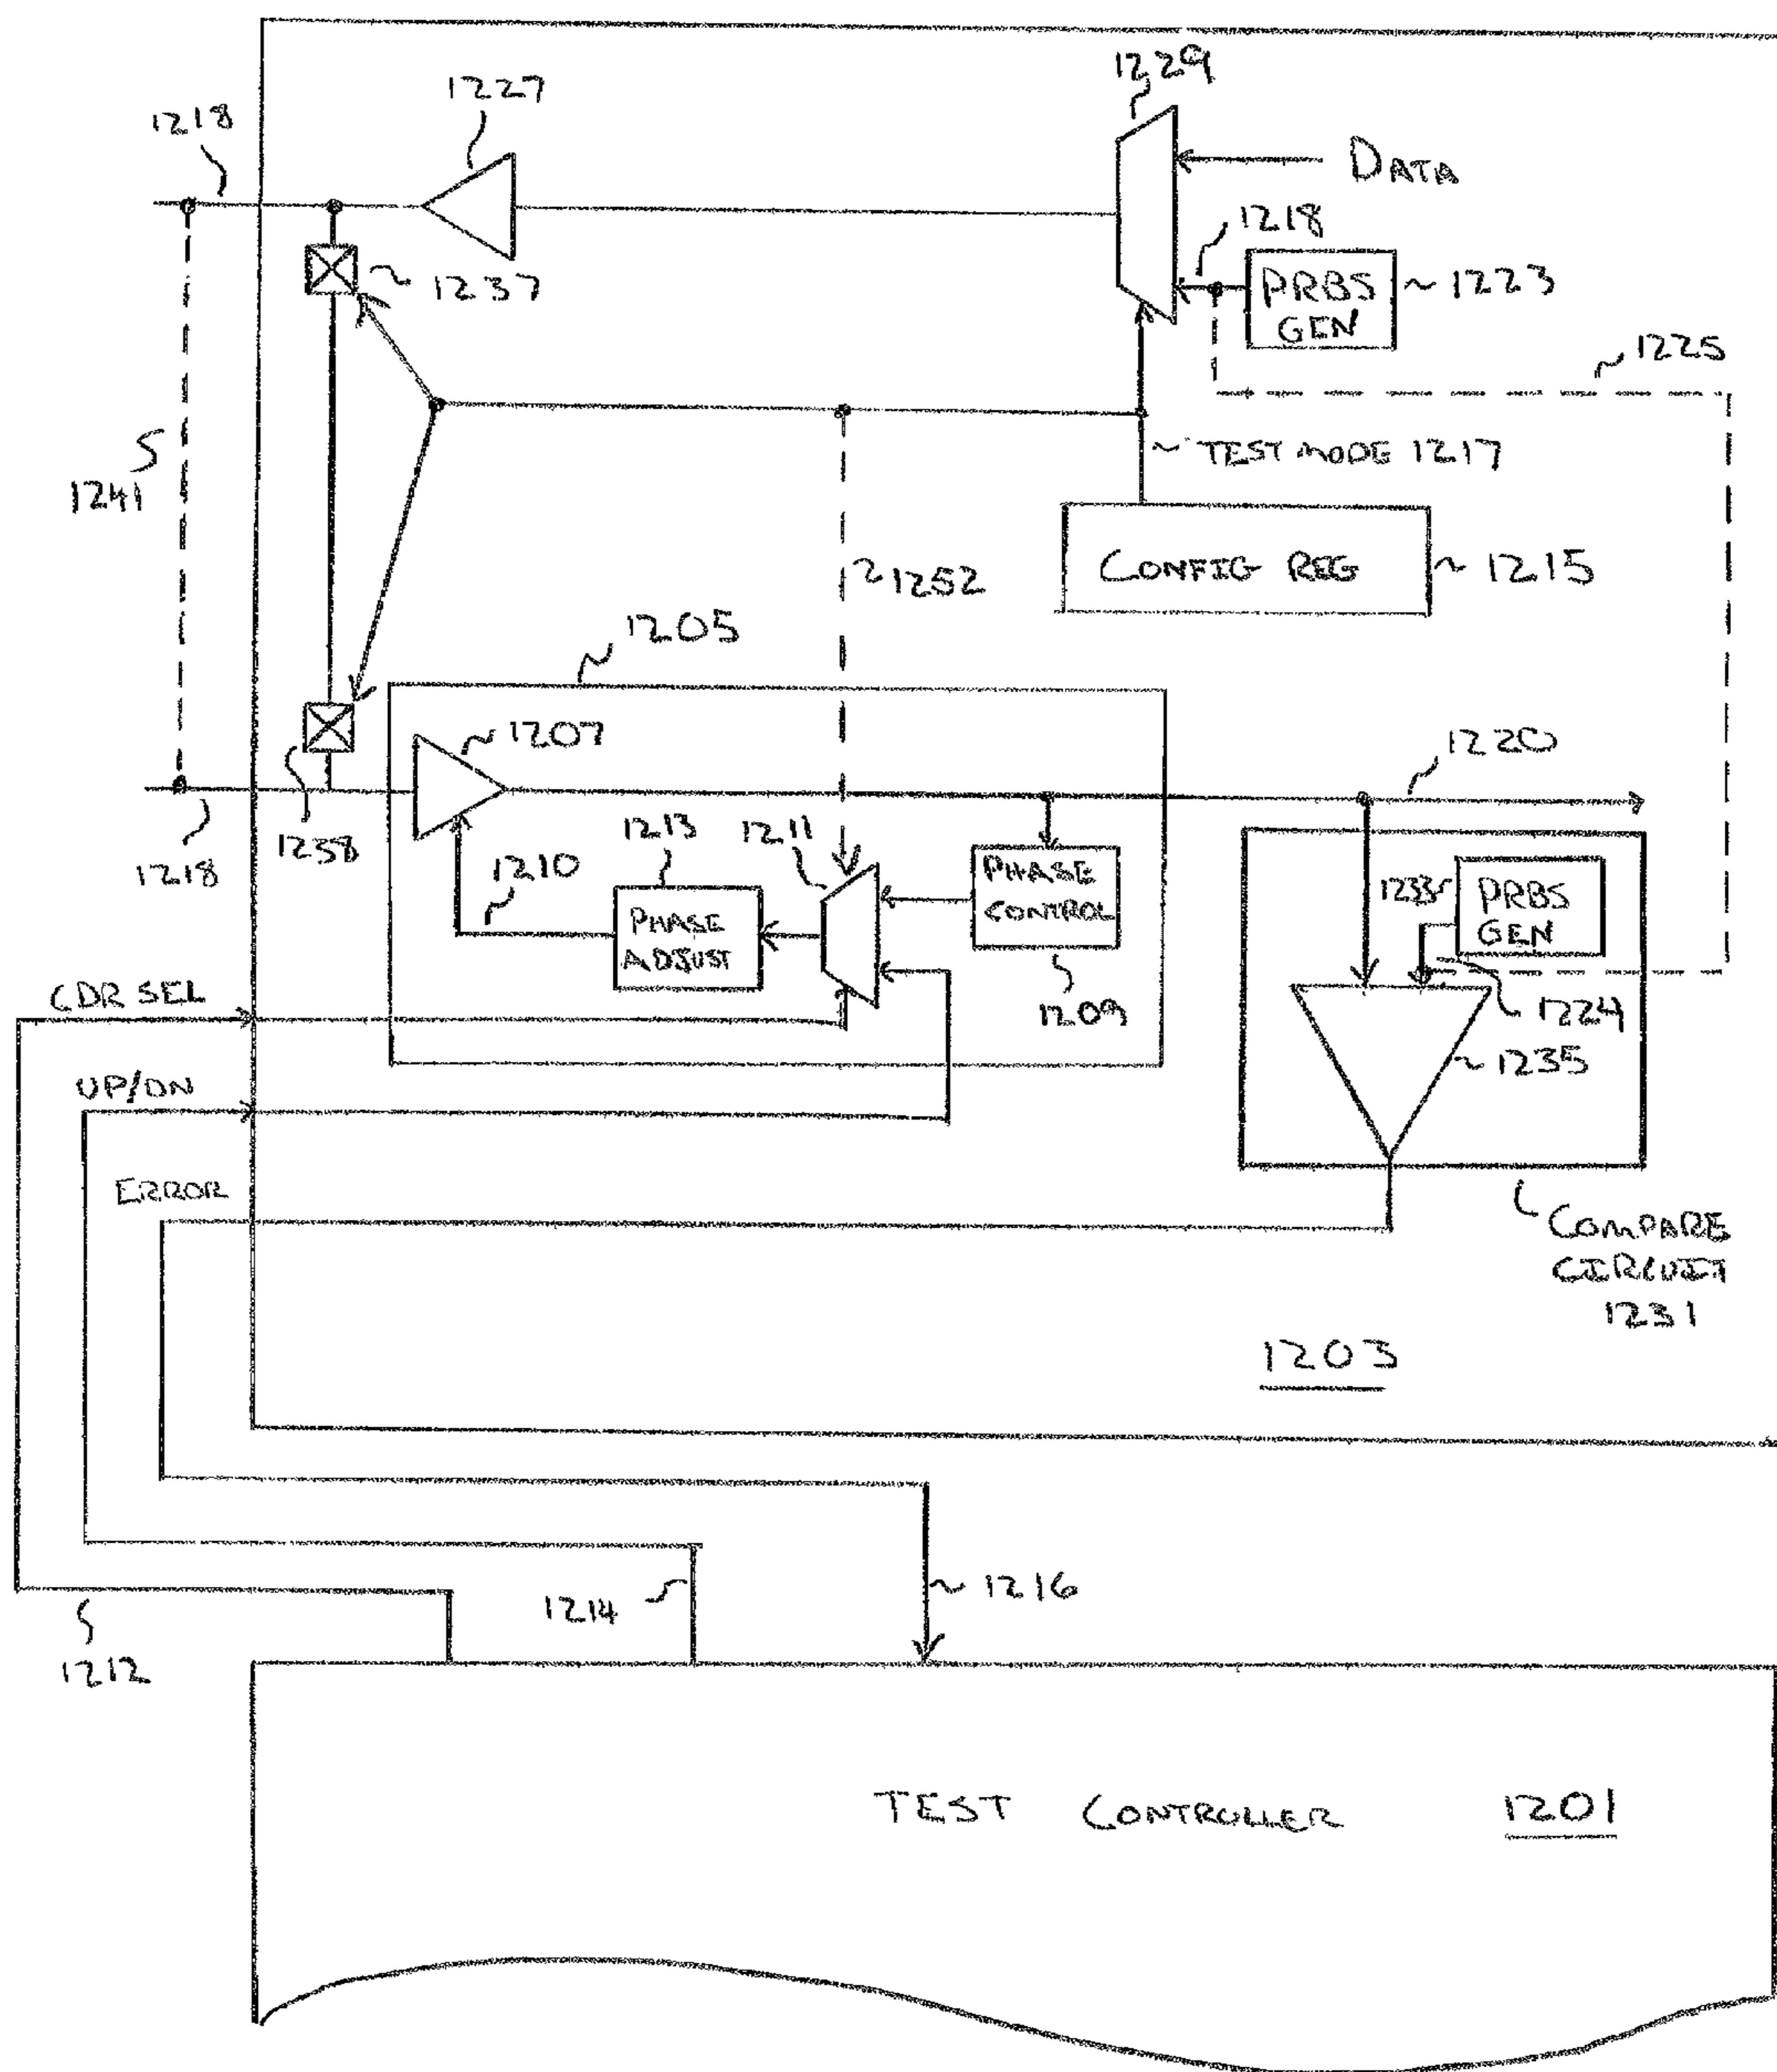 1229
1227
1218
DATA
1218
PRBS
GEN
1223
1237
1225
TEST MODE 1217
1241
CONFIG REG
1215
1252
1205
1207
1220
1238
1213
1211
PHASE
CONTROL
1233
PRBS
GEN
1218
1210
PHASE
ADJUST
CDR SEL
1209
1224
1235
UP/DN
ERROR
COMPARE
CIRCUIT
1231
1203
1214
1216
1212
TEST CONTROLLER 1201